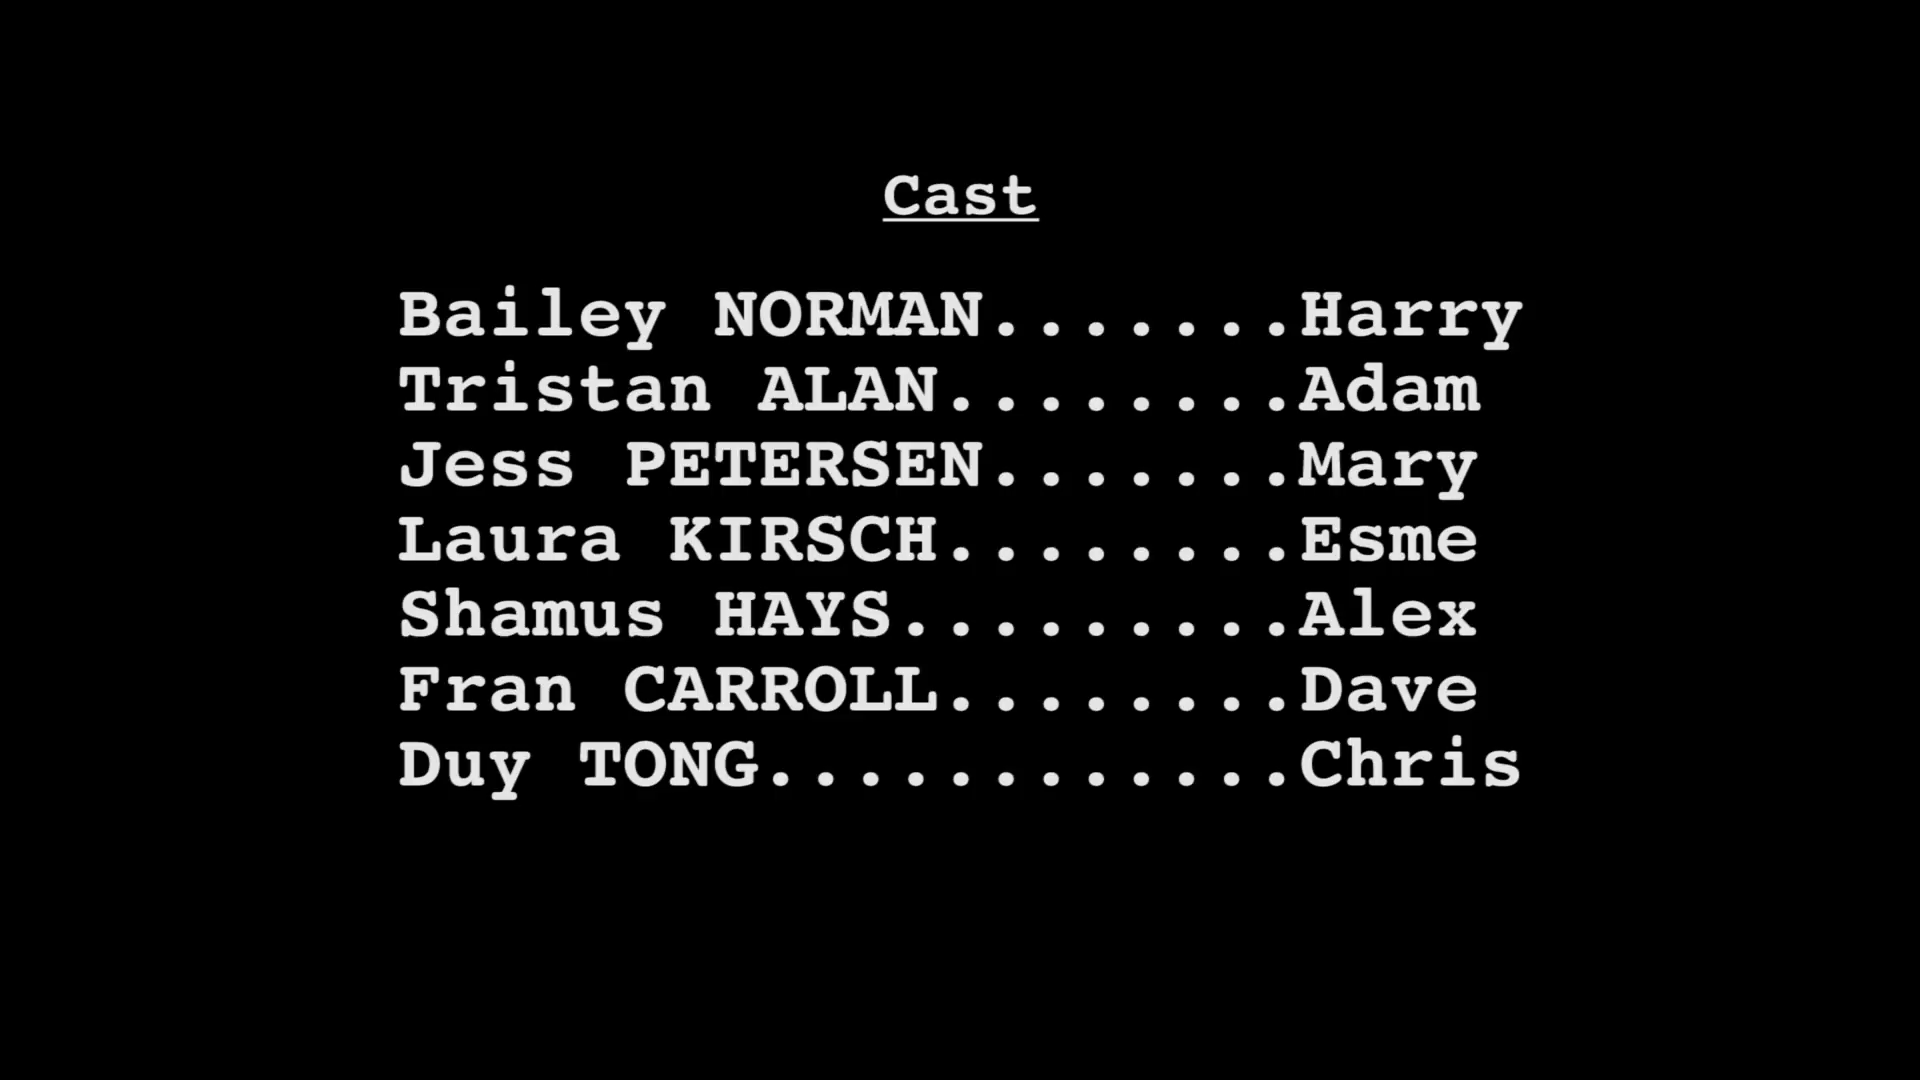 Cast
Bailey NORMAN.......Harry
Tristan ALAN........Adam
Jess PETERSEN.......Mary
Laura KIRSCH........Esme
Shamus HAYS.........Alex
Fran CARROLL........Dave
Duy TONG............Chris